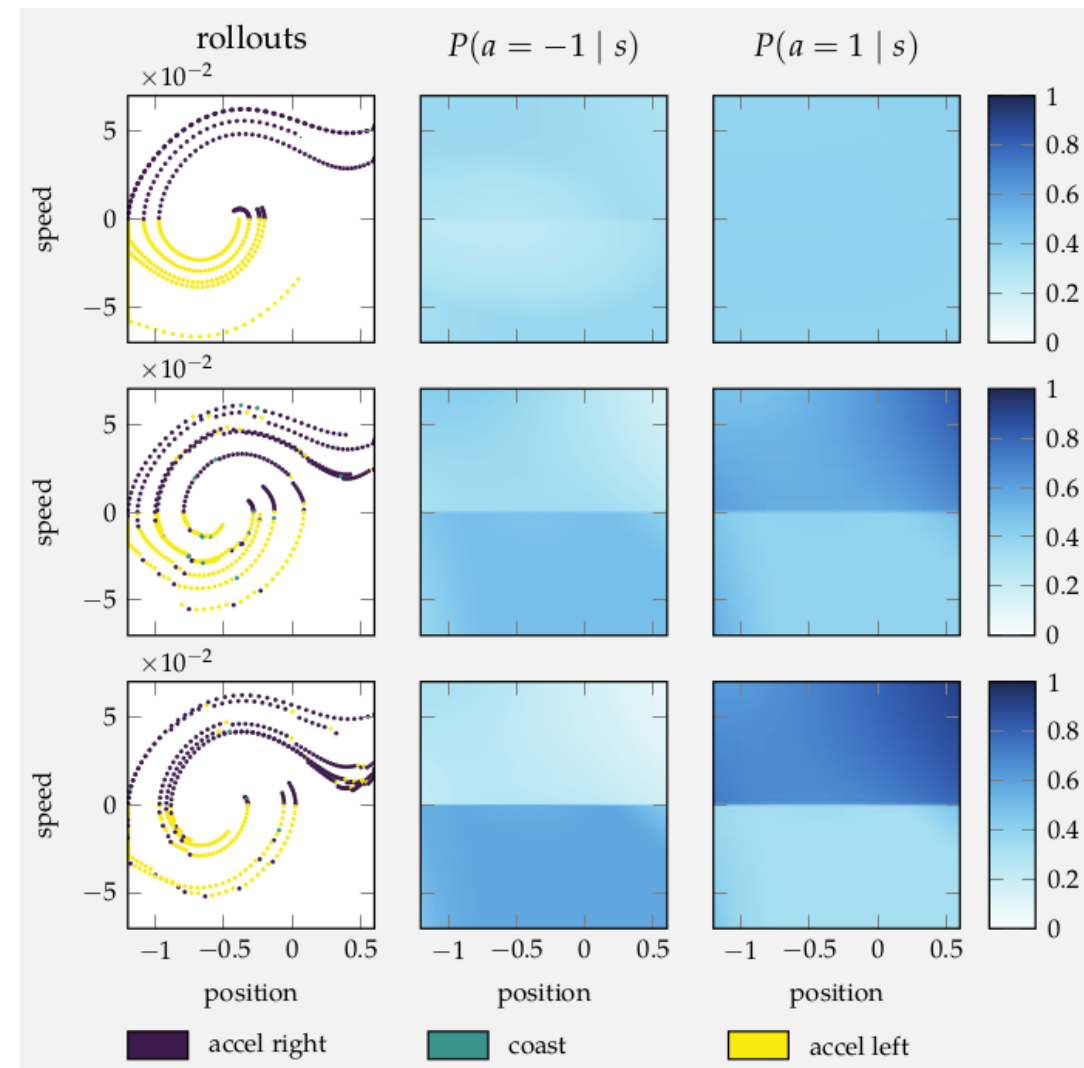 rollouts P(a = −1 | s) P(a = 1 | s)
×10−2
5 0 −5
speed
1 0.8 0.6 0.4 0.2 0
×10−2
5 0 −5
speed
1 0.8 0.6 0.4 0.2 0
×10−2
5 0 −5
speed
1 0.8 0.6 0.4 0.2 0
−1 −0.5 0 0.5 −1 −0.5 0 0.5 −1 −0.5 0 0.5
position position position
accel right coast accel left